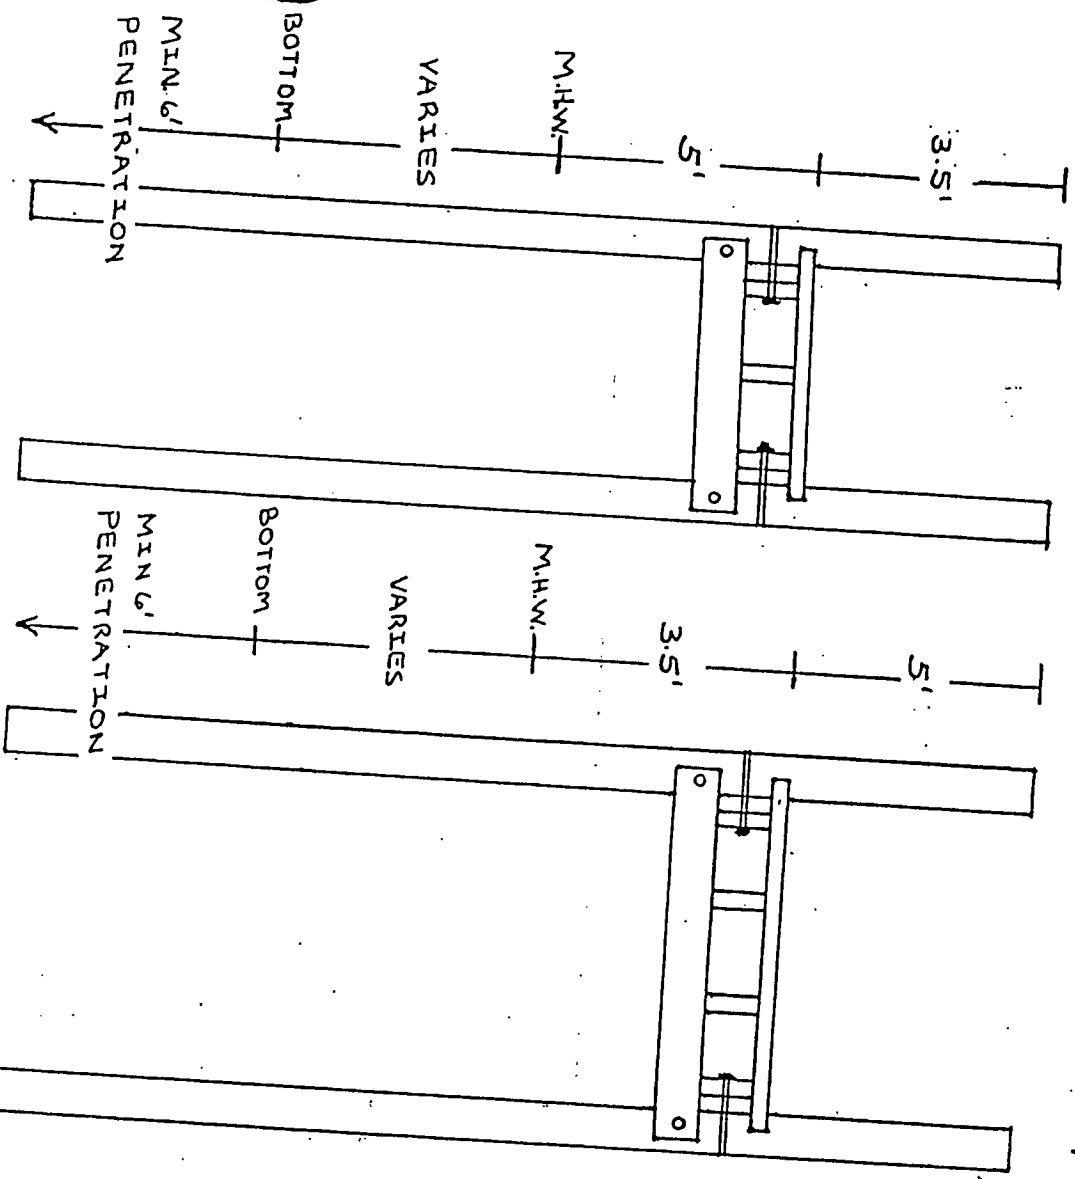 3.5'
5'
M.H.W.
VARIES
BOTTOM
MIN. 6'
PENETRATION
5'
3.5'
M.H.W.
VARIES
BOTTOM
MIN 6'
PENETRATION